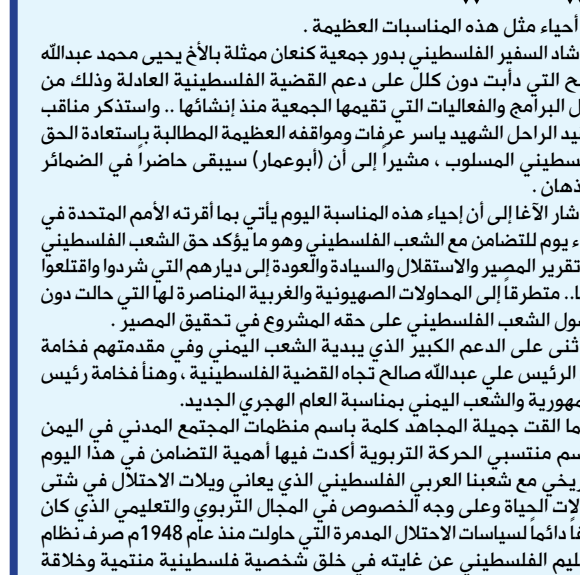 أحياء مثل هذه المناسبات العظيمة .
شاد السفير الفلسطيني بدور جمعية كنعان ممثلة بالأخ يحيى محمد عبدالله
ح التي دأبت دون كلل على دعم القضية الفلسطينية العادلة وذلك من
ل البرامج والفعاليات التي تقيمها الجمعية منذ إنشائها .. واستذكر مناقب
يد الراحل الشهيد ياسر عرفات ومواقفه العظيمة المطالبة باستعادة الحق
سطيني المسلوب ، مشيراً إلى أن (أبوعمار) سيبقى حاضراً في الضمائر
ذهان .
شار الآغا إلى أن إحياء هذه المناسبة اليوم يأتي بما أقرته الأمم المتحدة في
ء يوم للتضامن مع الشعب الفلسطيني وهو ما يؤكد حق الشعب الفلسطيني
تقرير المصير والاستقلال والسيادة والعودة إلى ديارهم التي شردوا واقتلعوا
ا.. متطرقاً إلى المحاولات الصهيونية والغربية المناصرة لها التي حالت دون
ول الشعب الفلسطيني على حقه المشروع في تحقيق المصير .
ثنى على الدعم الكبير الذي يبدية الشعب اليمني وفي مقدمتهم فخامة
الرئيس علي عبدالله صالح تجاه القضية الفلسطينية ، وهنأ فخامة رئيس
مهورية والشعب اليمني بمناسبة العام الهجري الجديد.
ما القت جميلة المجاهد كلمة باسم منظمات المجتمع المدني في اليمن
سم منتسبي الحركة التربوية أكدت فيها أهمية التضامن في هذا اليوم
ريخي مع شعبنا العربي الفلسطيني الذي يعاني ويلات الاحتلال في شتى
لات الحياة وعلى وجه الخصوص في المجال التربوي والتعليمي الذي كان
فاً دائماً لسياسات الاحتلال المدمرة التي حاولت منذ عام 1948م صرف نظام
ليم الفلسطيني عن غايته في خلق شخصية فلسطينية منتمية وخلاقة